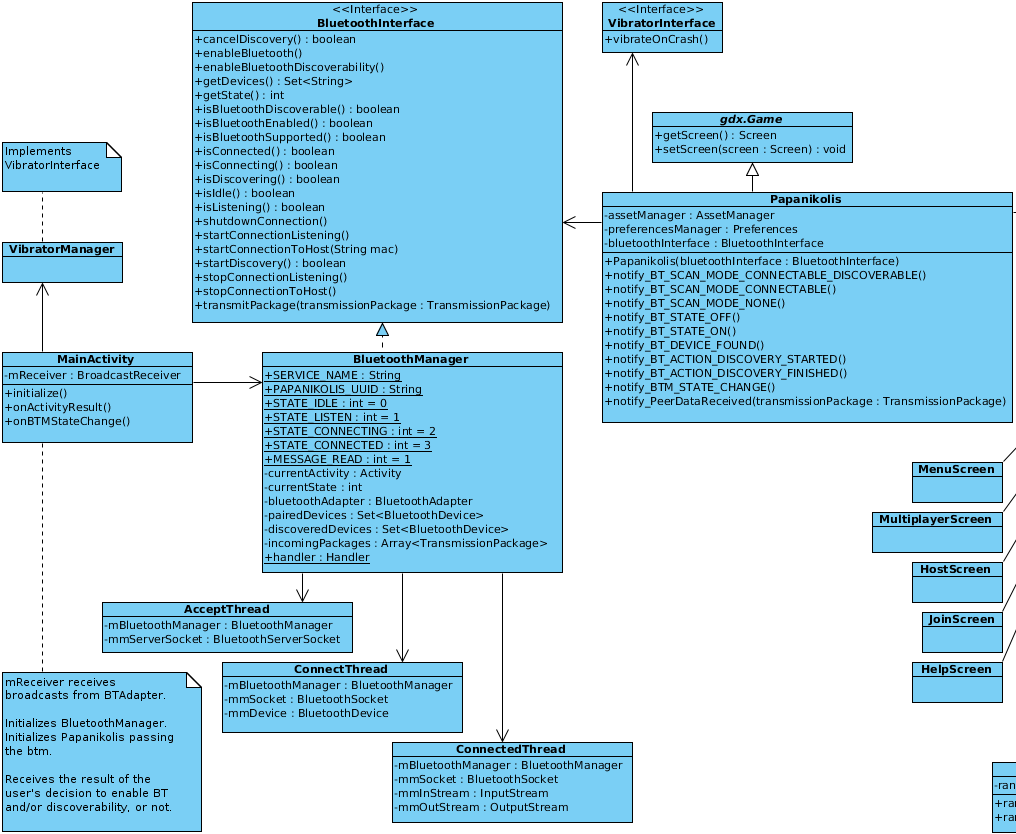 <<Interface>>
BluetoothInterface
+cancelDiscovery() : boolean
+enableBluetooth()
+enableBluetoothDiscoverability()
+getDevices() : Set<String>
+getState() : int
+isBluetoothDiscoverable() : boolean
+isBluetoothEnabled() : boolean
+isBluetoothSupported() : boolean
+isConnected() : boolean
+isConnecting() : boolean
+isDiscovering() : boolean
+isIdle() : boolean
+isListening() : boolean
+shutdownConnection()
+startConnectionListening()
+startConnectionToHost(String mac)
+startDiscovery() : boolean
+stopConnectionListening()
+stopConnectionToHost()
+transmitPackage(transmissionPackage : TransmissionPackage)
<<Interface>>
VibratorInterface
+vibrateOnCrash()
gdx.Game
+getScreen() : Screen
+setScreen(screen : Screen) : void
Implements
VibratorInterface
VibratorManager
Papanikolis
-assetManager : AssetManager
-preferencesManager : Preferences
-bluetoothInterface : BluetoothInterface
+Papanikolis(bluetoothInterface : BluetoothInterface)
+notify_BT_SCAN_MODE_CONNECTABLE_DISCOVERABLE()
+notify_BT_SCAN_MODE_CONNECTABLE()
+notify_BT_SCAN_MODE_NONE()
+notify_BT_STATE_OFF()
+notify_BT_STATE_ON()
+notify_BT_DEVICE_FOUND()
+notify_BT_ACTION_DISCOVERY_STARTED()
+notify_BT_ACTION_DISCOVERY_FINISHED()
+notify_BTM_STATE_CHANGE()
+notify_PeerDataReceived(transmissionPackage : TransmissionPackage)
MainActivity
-mReceiver : BroadcastReceiver
+initialize()
+onActivityResult()
+onBTMStateChange()
BluetoothManager
+SERVICE_NAME : String
+PAPANIKOLIS_UUID : String
+STATE_IDLE : int = 0
+STATE_LISTEN : int = 1
+STATE_CONNECTING : int = 2
+STATE_CONNECTED : int = 3
+MESSAGE_READ : int = 1
-currentActivity : Activity
-currentState : int
-bluetoothAdapter : BluetoothAdapter
-pairedDevices : Set<BluetoothDevice>
-discoveredDevices : Set<BluetoothDevice>
-incomingPackages : Array<TransmissionPackage>
+handler : Handler
MenuScreen
MultiplayerScreen
HostScreen
JoinScreen
HelpScreen
AcceptThread
-mBluetoothManager : BluetoothManager
-mmServerSocket : BluetoothServerSocket
ConnectThread
-mBluetoothManager : BluetoothManager
-mmSocket : BluetoothSocket
-mmDevice : BluetoothDevice
ConnectedThread
-mBluetoothManager : BluetoothManager
-mmSocket : BluetoothSocket
-mmInStream : InputStream
-mmOutStream : OutputStream
mReceiver receives
broadcasts from BTAdapter.
Initializes BluetoothManager.
Initializes Papanikolis passing
the btm.
Receives the result of the
user's decision to enable BT
and/or discoverability, or not.